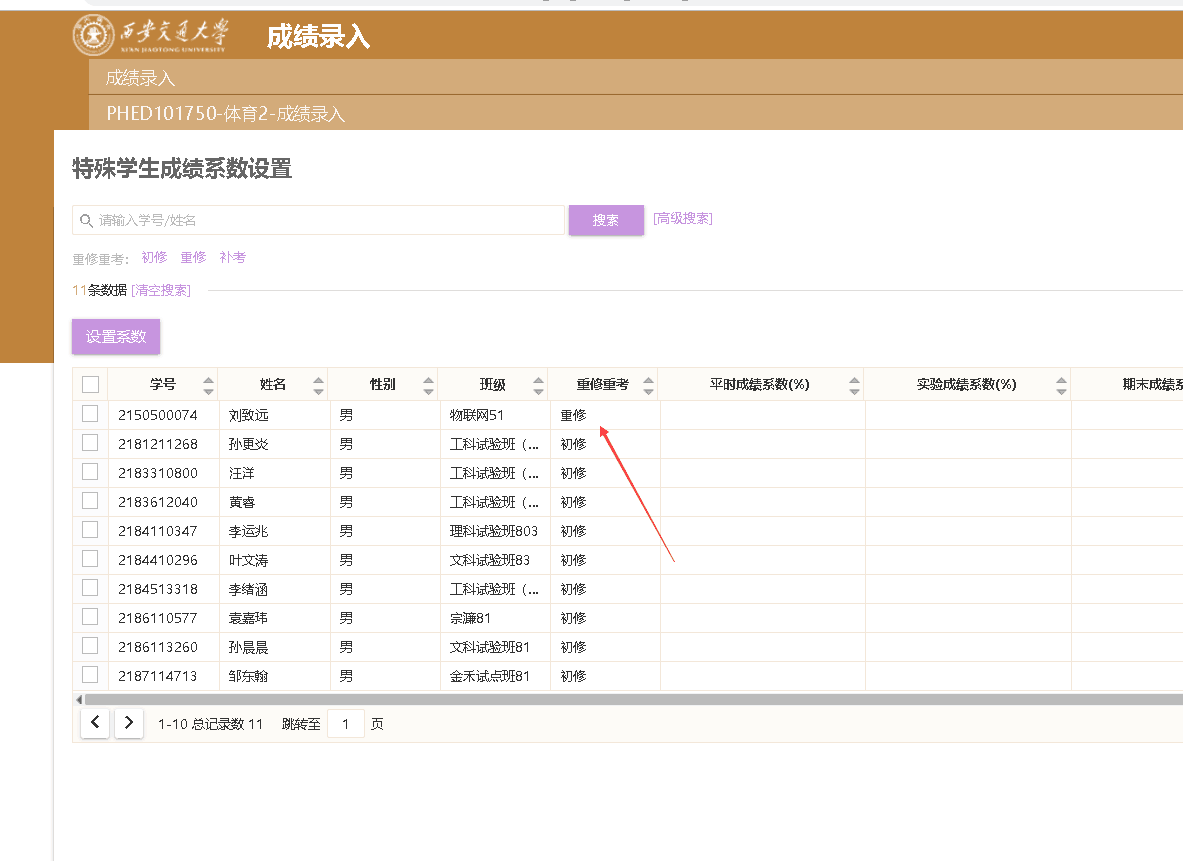 西安交通大学
XI'AN JIAOTONG UNIVERSITY
成绩录入
成绩录入
PHED101750-体育2-成绩录入
特殊学生成绩系数设置
请输入学号/姓名 搜索 [高级搜索]
重修重考： 初修 重修 补考
11条数据 [清空搜索]
设置系数
学号 姓名 性别 班级 重修重考 平时成绩系数(%) 实验成绩系数(%) 期末成绩系
2150500074 刘致远 男 物联网51 重修
2181211268 孙更炎 男 工科试验班（... 初修
2183310800 汪洋 男 工科试验班（... 初修
2183612040 黄睿 男 工科试验班（... 初修
2184110347 李运兆 男 理科试验班803 初修
2184410296 叶文涛 男 文科试验班83 初修
2184513318 李绪涵 男 工科试验班（... 初修
2186110577 袁嘉玮 男 宗濂81 初修
2186113260 孙晨晨 男 文科试验班81 初修
2187114713 邹东翰 男 金禾试点班81 初修
1-10 总记录数 11 跳转至 1 页